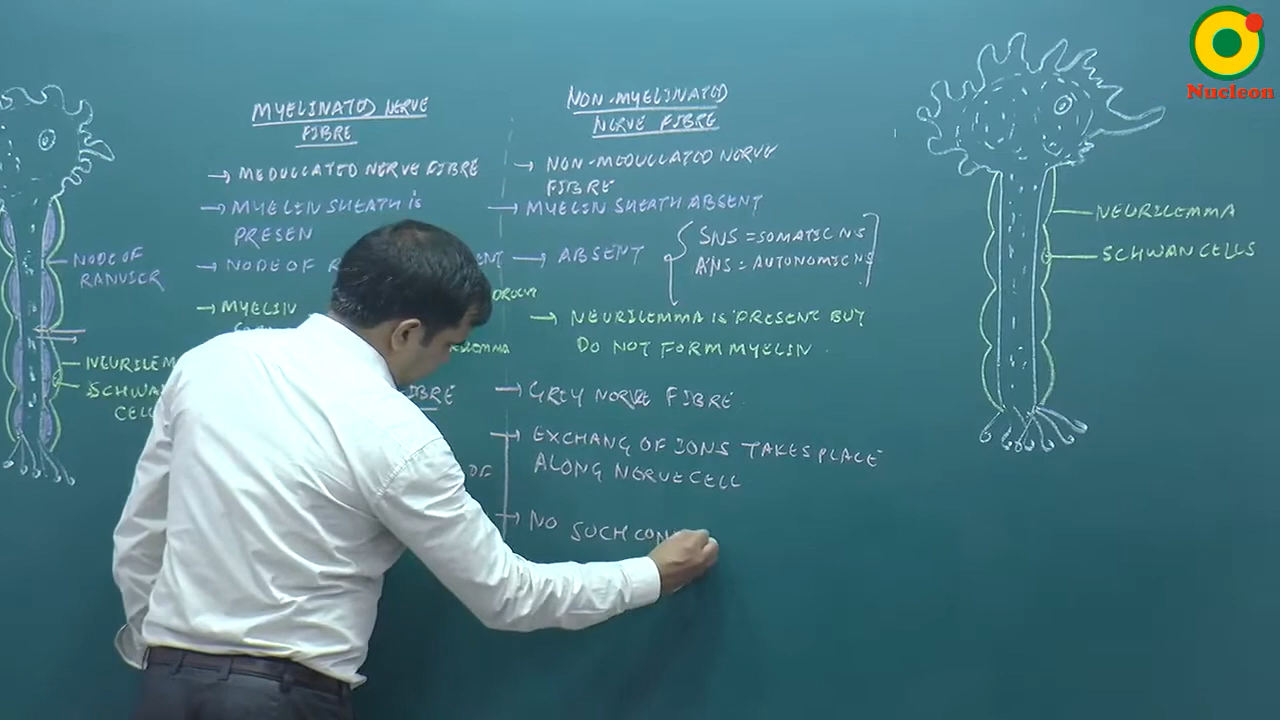 Nucleon
MYELINATED NERVE
FIBRE
→ MEDULLATED NERVE FIBRE
→ MYELIN SHEATH IS
PRESEN
→ NODE OF
→ MYELIN
FIBRE
OF
NON-MYELINATED
NERVE FIBRE
→ NON-MEDULLATED NERVE
FIBRE
→ MYELIN SHEATH ABSENT
→ ABSENT
SNS = SOMATIC NS
ANS = AUTONOMIC NS
→ NEURILEMMA IS PRESENT BUT
DO NOT FORM MYELIN
→ GREY NERVE FIBRE
→ EXCHANG OF IONS TAKES PLACE
ALONG NERVE CELL
→ NO SUCH CON
NODE OF
RANVIER
NEURILEM
SCHWA
CELL
NEURILEMMA
SCHWAN CELLS